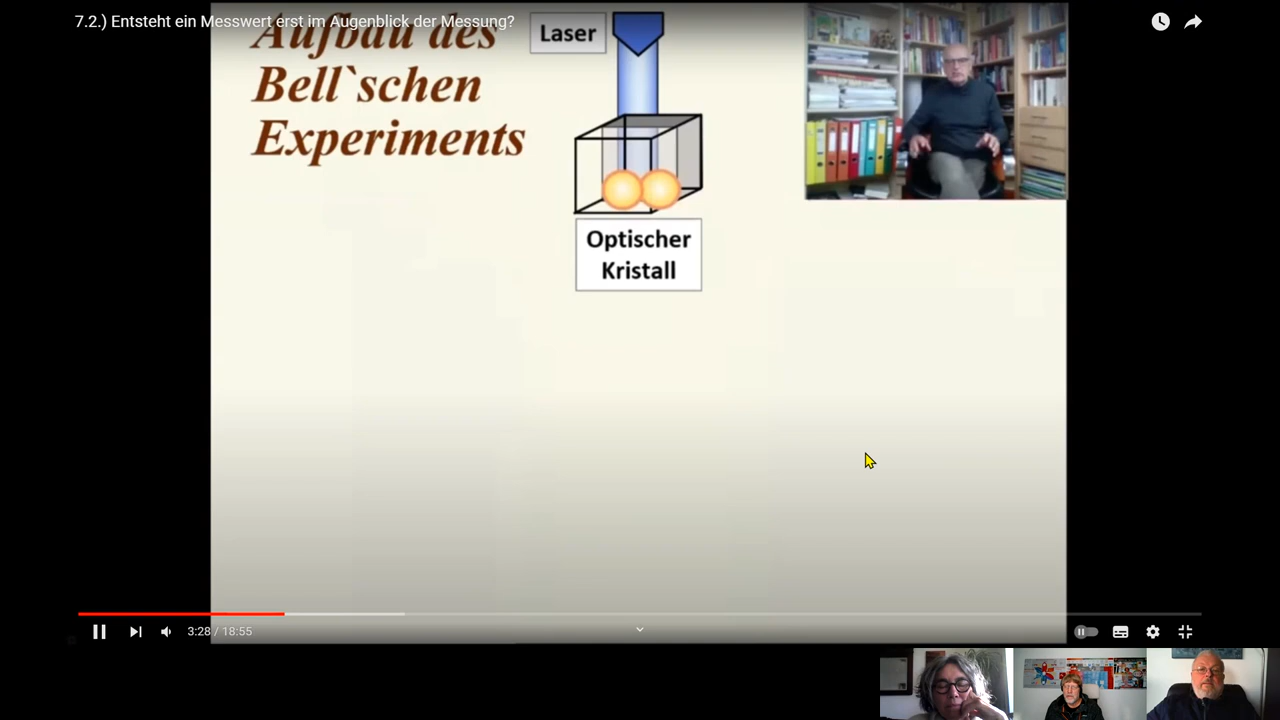 7.2.) Entsteht ein Messwert erst im Augenblick der Messung?
Aufbau des
Bell`schen
Experiments
Laser
Optischer
Kristall
3:28 / 18:55